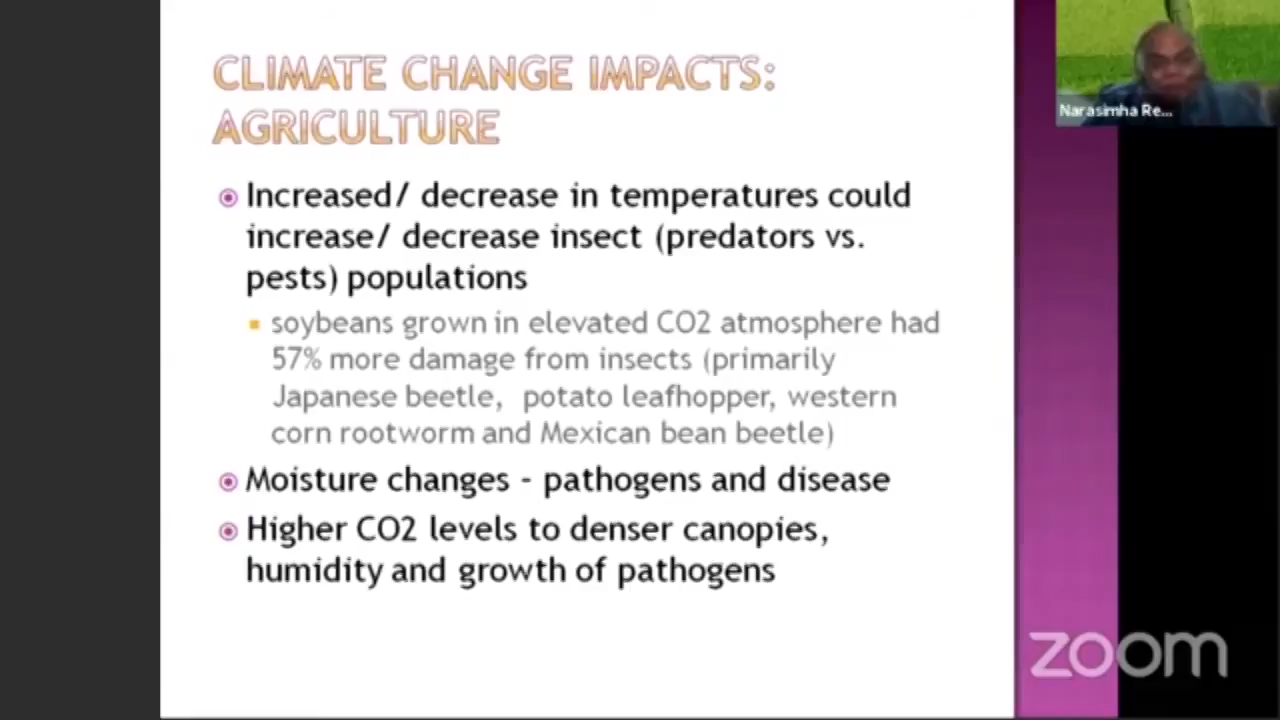 CLIMATE CHANGE IMPACTS:
AGRICULTURE
Increased/ decrease in temperatures could
increase/ decrease insect (predators vs.
pests) populations
soybeans grown in elevated CO2 atmosphere had
57% more damage from insects (primarily
Japanese beetle, potato leafhopper, western
corn rootworm and Mexican bean beetle)
Moisture changes - pathogens and disease
Higher CO2 levels to denser canopies,
humidity and growth of pathogens
Narasimha Re...
zoom